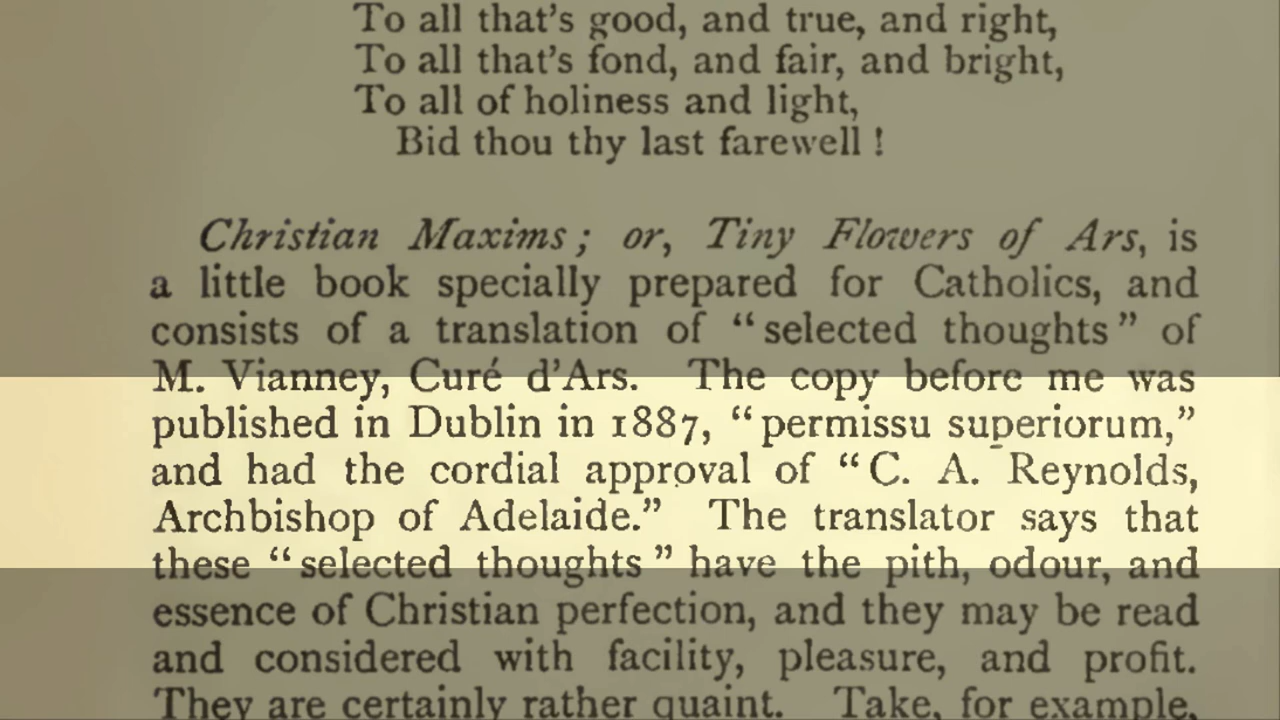 To all that's good, and true, and right,
To all that's fond, and fair, and bright,
To all of holiness and light,
Bid thou thy last farewell !
Christian Maxims ; or, Tiny Flowers of Ars, is
a little book specially prepared for Catholics, and
consists of a translation of “ selected thoughts ” of
M. Vianney, Curé d'Ars. The copy before me was
published in Dublin in 1887, “ permissu superiorum,”
and had the cordial approval of “ C. A. Reynolds,
Archbishop of Adelaide.” The translator says that
these “ selected thoughts ” have the pith, odour, and
essence of Christian perfection, and they may be read
and considered with facility, pleasure, and profit.
They are certainly rather quaint. Take, for example,